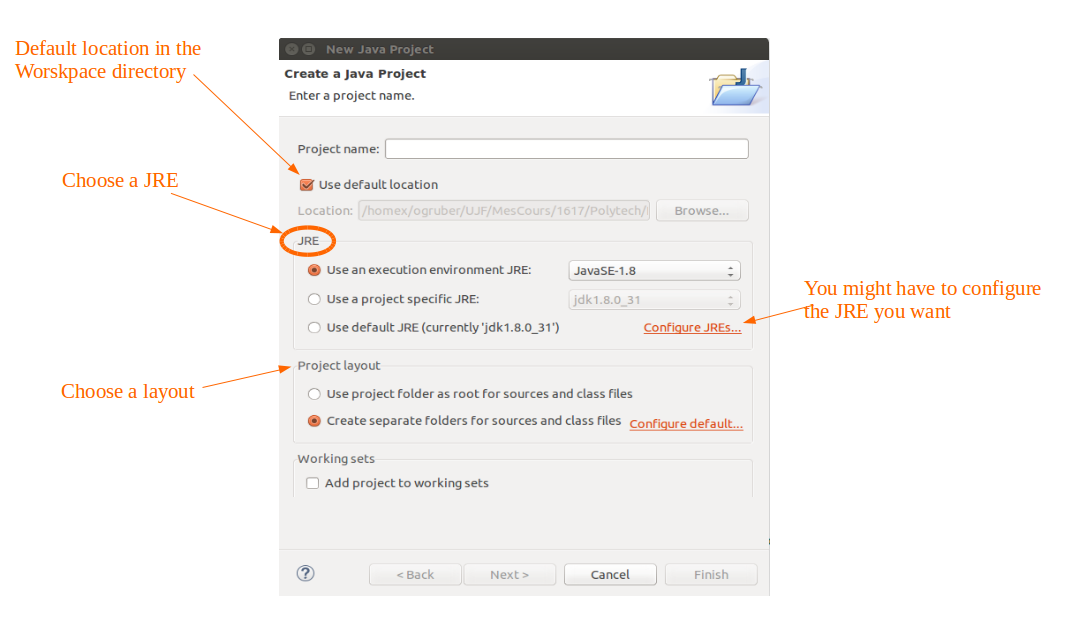 Default location in the
Worskpace directory
New Java Project
Create a Java Project
Enter a project name.
Project name:
Choose a JRE
Use default location
Location: /homex/ogruber/UJF/MesCours/1617/Polytech/ Browse...
JRE
Use an execution environment JRE: JavaSE-1.8
You might have to configure
the JRE you want
Use a project specific JRE: jdk1.8.0_31
Use default JRE (currently 'jdk1.8.0_31') Configure JREs...
Project layout
Choose a layout
Use project folder as root for sources and class files
Create separate folders for sources and class files Configure default...
Working sets
Add project to working sets
? < Back Next > Cancel Finish